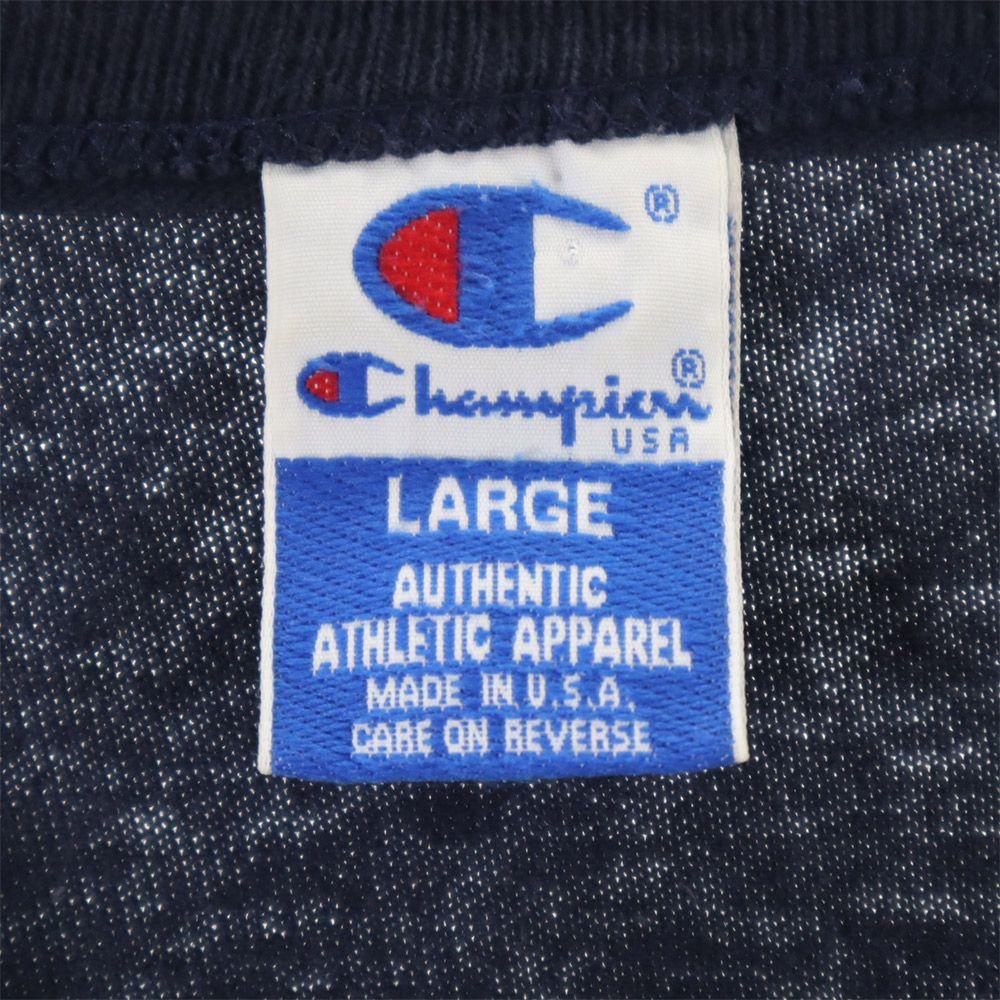 ®
Champion®
USA
LARGE
AUTHENTIC
ATHLETIC APPAREL
MADE IN U.S.A.
CARE ON REVERSE